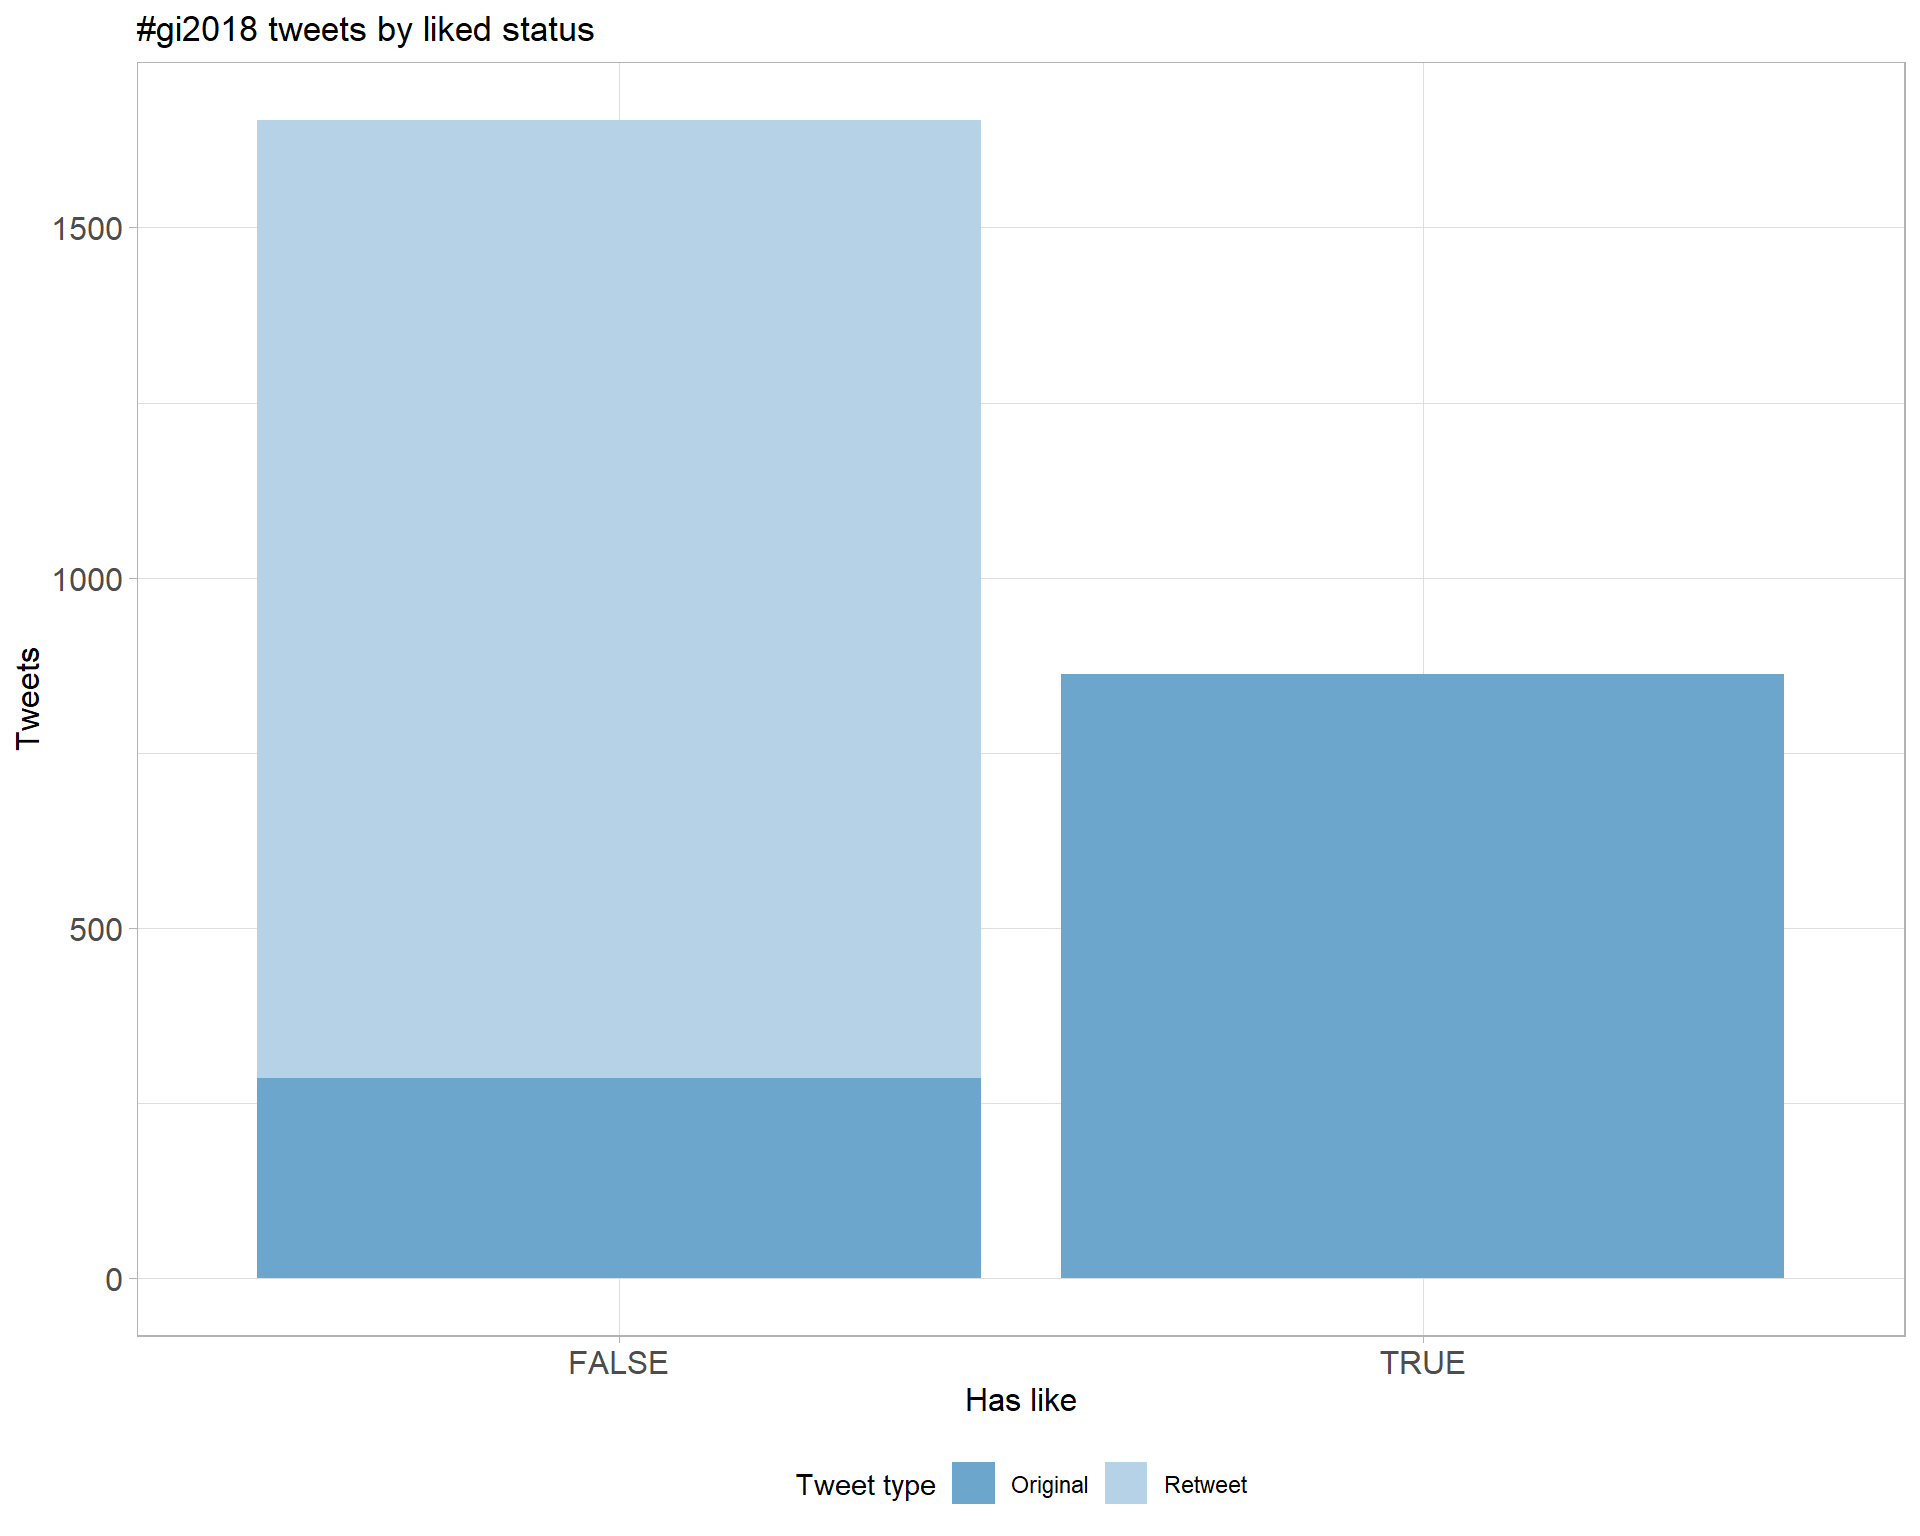 #gi2018 tweets by liked status
1500
1000
500
0
Tweets
FALSE TRUE
Has like
Tweet type Original Retweet